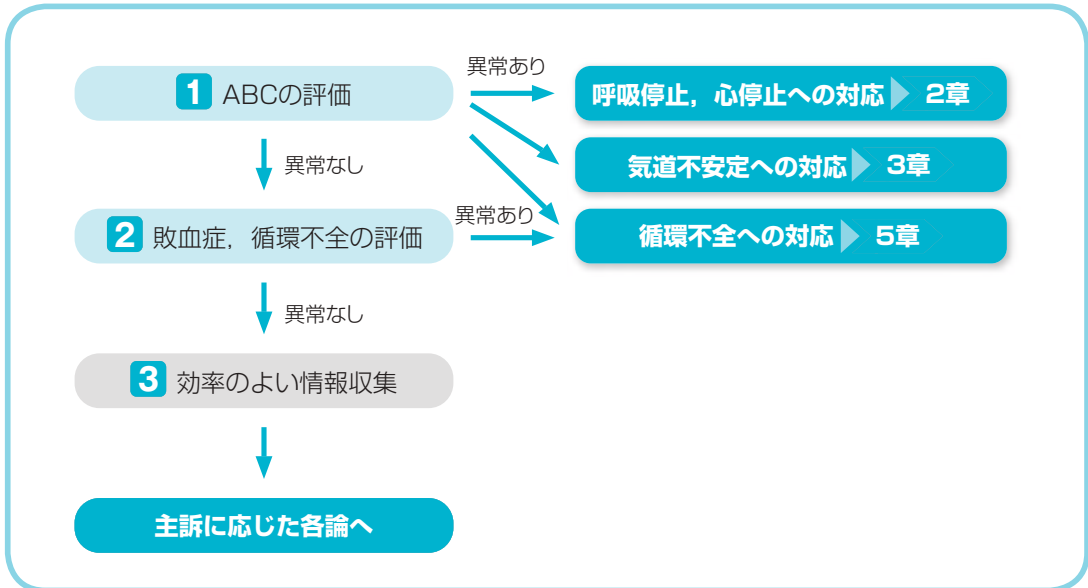 1 ABCの評価
異常あり
呼吸停止，心停止への対応▶ 2章
異常なし
気道不安定への対応▶ 3章
2 敗血症，循環不全の評価
異常あり
循環不全への対応▶ 5章
異常なし
3 効率のよい情報収集
主訴に応じた各論へ